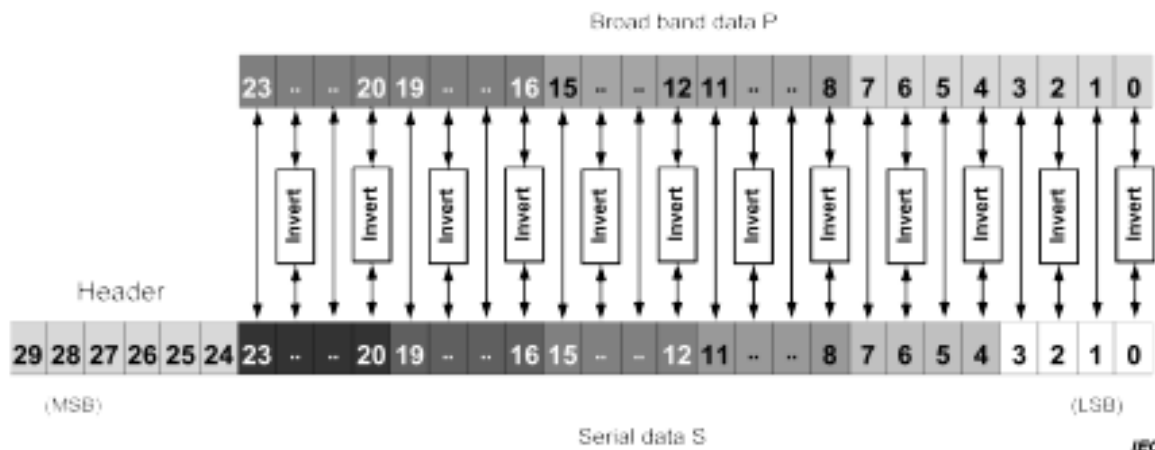 Broad band data P
23 .. .. 20 19 .. .. 16 15 .. .. 12 11 .. .. 8 7 6 5 4 3 2 1 0
Invert Invert Invert Invert Invert Invert Invert Invert Invert Invert Invert Invert
Header
29 28 27 26 25 24 23 .. .. 20 19 .. .. 16 15 .. .. 12 11 .. .. 8 7 6 5 4 3 2 1 0
(MSB) (LSB)
Serial data S
IEC